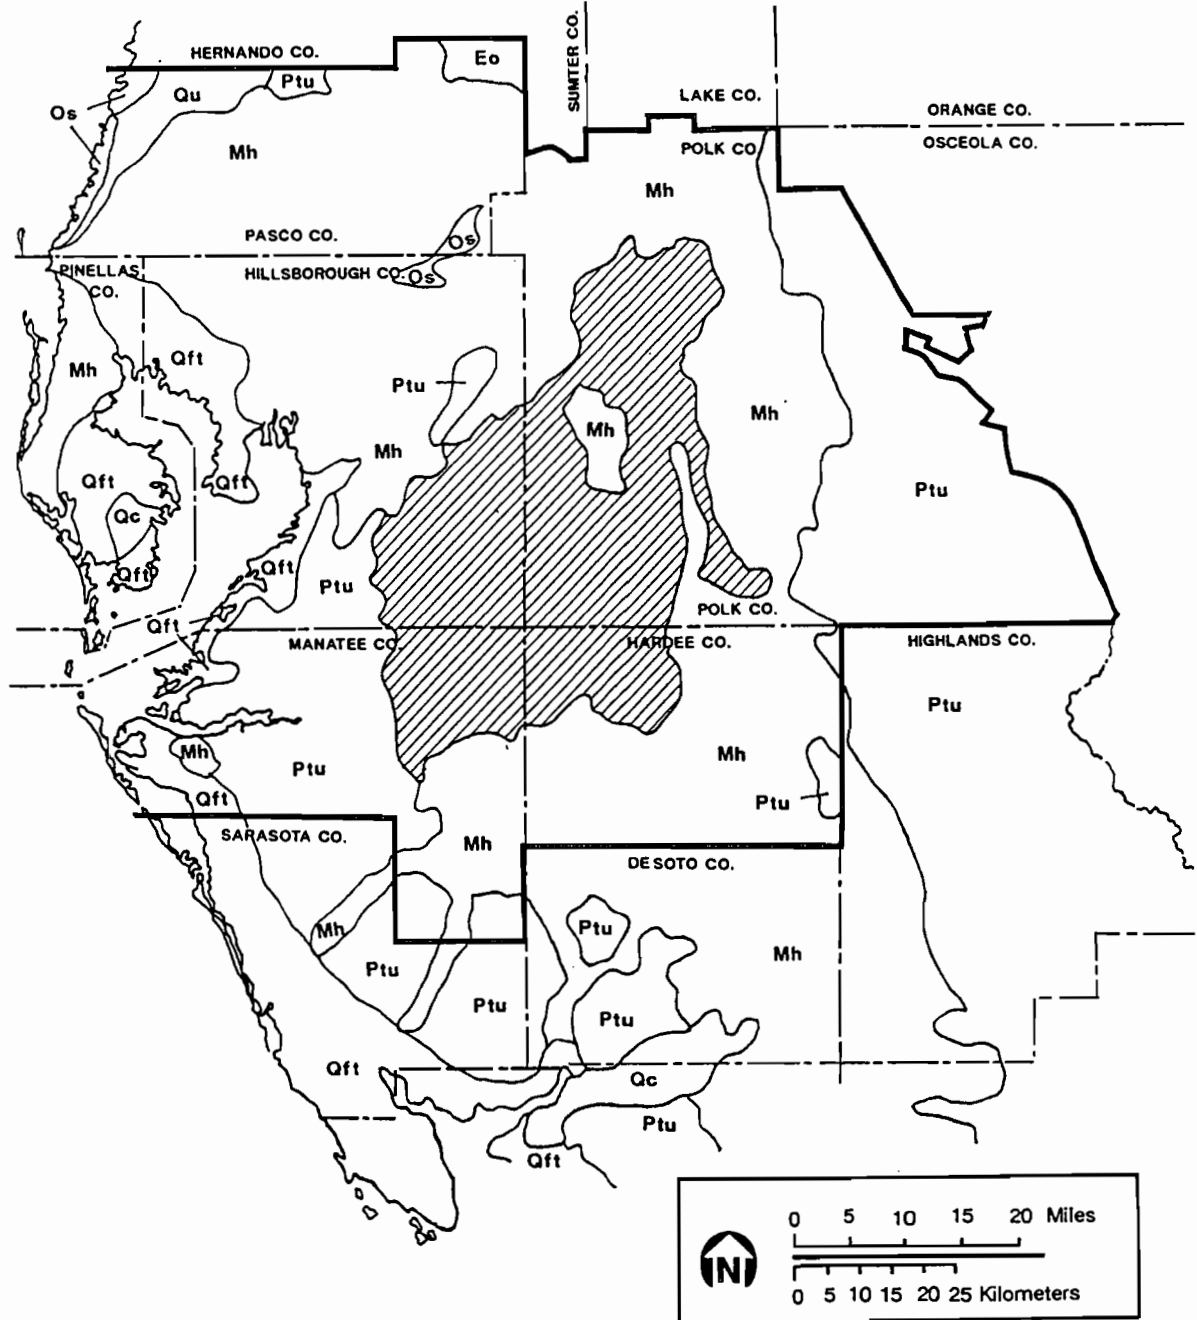 HERNANDO CO.
Eo
SUMTER CO.
LAKE CO.
ORANGE CO.
OSCEOLA CO.
POLK CO
Os
Qu
Ptu
Mh
Mh
PASCO CO.
Os
PINELLAS
CO.
HILLSBOROUGH CO.
Os
Mh
Qft
Ptu
Mh
Mh
Mh
Qft
Qft
Ptu
Qc
Qft
Qft
Ptu
Qft
POLK CO.
MANATEE CO.
HARDEE CO.
HIGHLANDS CO.
Ptu
Mh
Ptu
Mh
Qft
Ptu
SARASOTA CO.
Mh
DE SOTO CO.
Mh
Ptu
Ptu
Mh
Ptu
Ptu
Qft
Qc
Ptu
Qft
N
0 5 10 15 20 Miles
0 5 10 15 20 25 Kilometers